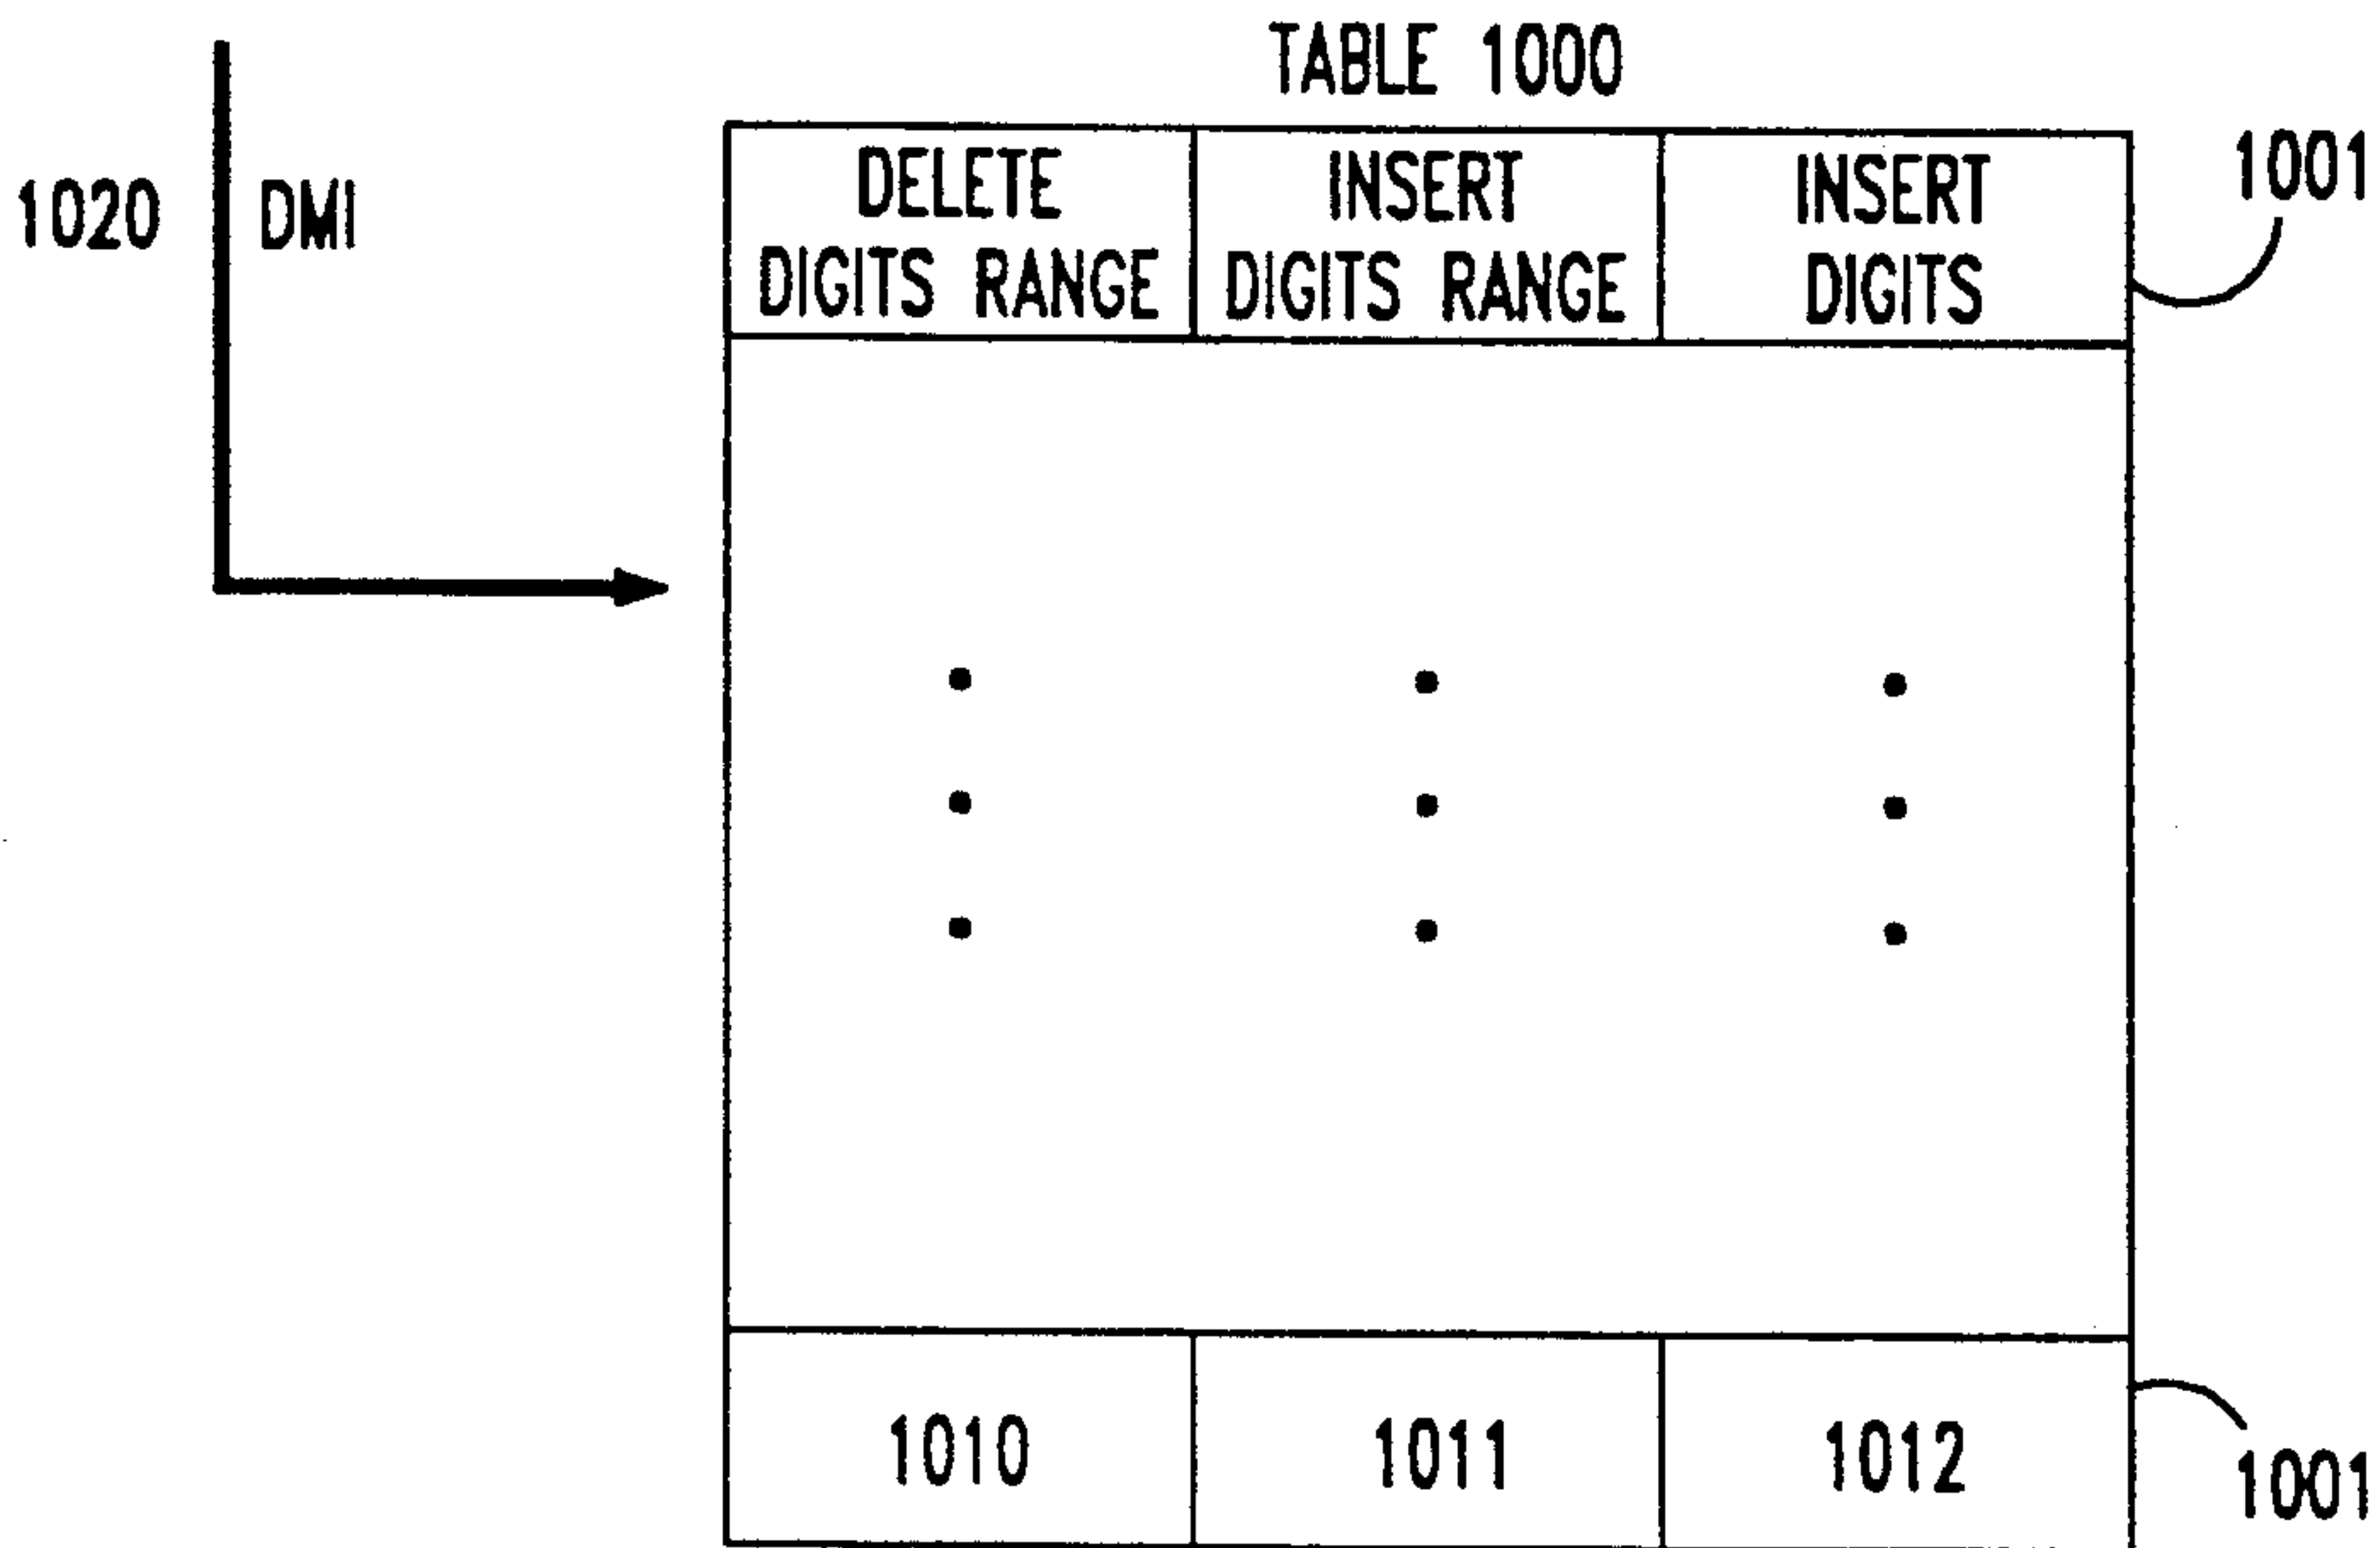 TABLE 1000
1020 DMI
DELETE DIGITS RANGE
INSERT DIGITS RANGE
INSERT DIGITS
1001
1010 1011 1012
1001